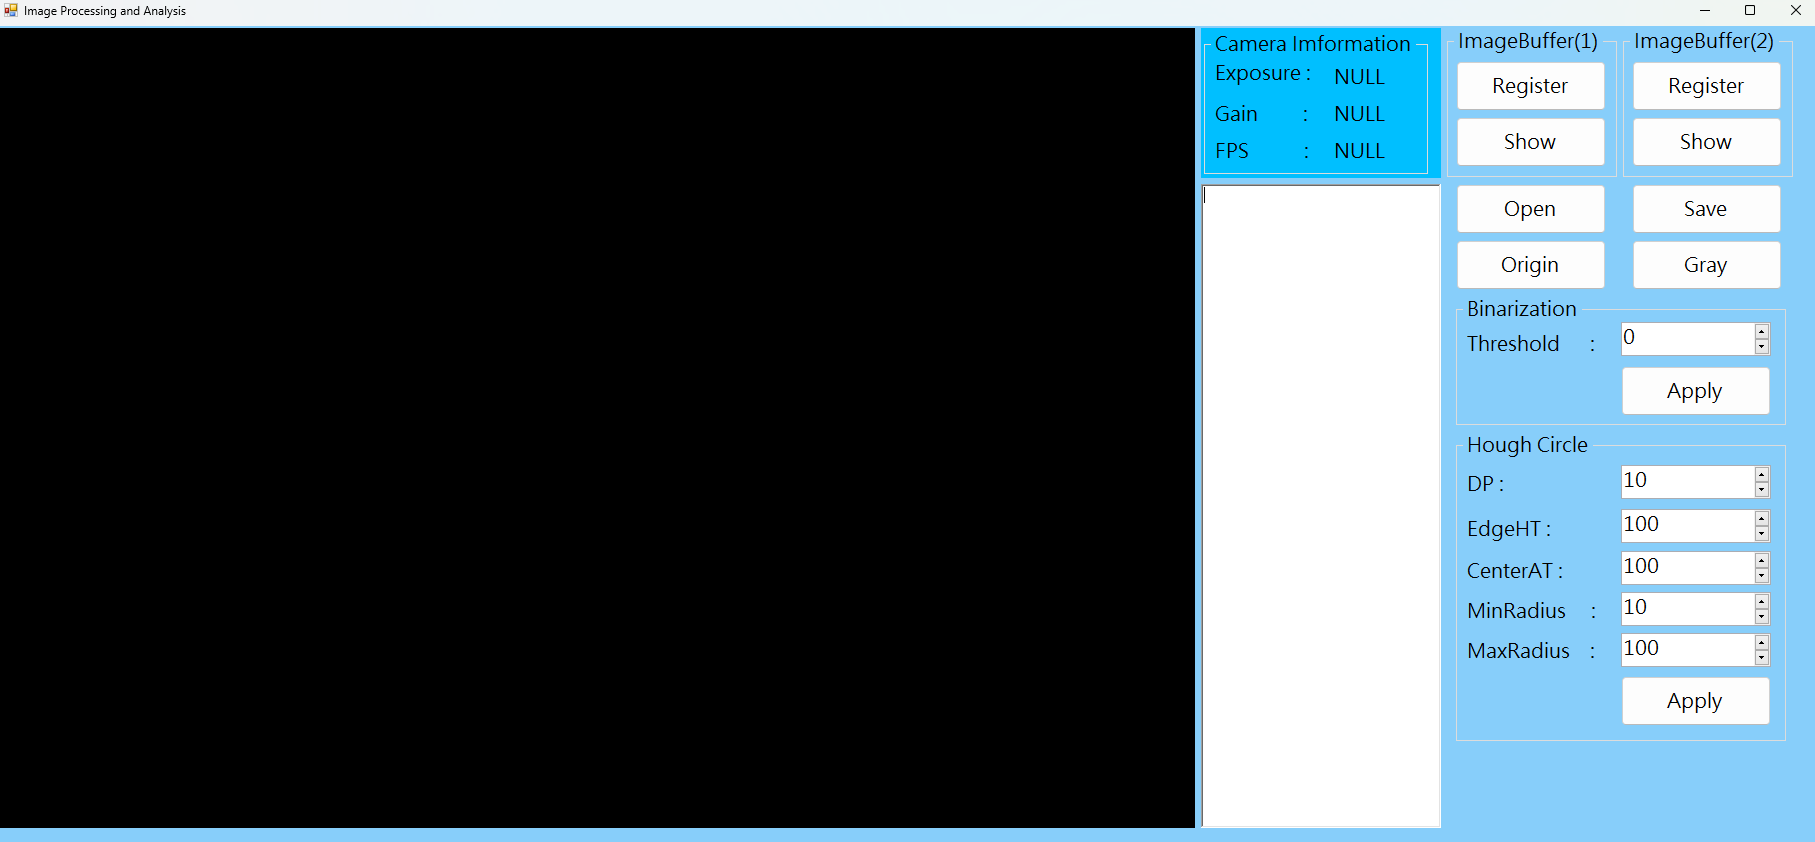 Image Processing and Analysis
Camera Imformation
Exposure : NULL
Gain : NULL
FPS : NULL
ImageBuffer(1)
Register
Show
ImageBuffer(2)
Register
Show
Open
Save
Origin
Gray
Binarization
Threshold : 0
Apply
Hough Circle
DP : 10
EdgeHT : 100
CenterAT : 100
MinRadius : 10
MaxRadius : 100
Apply